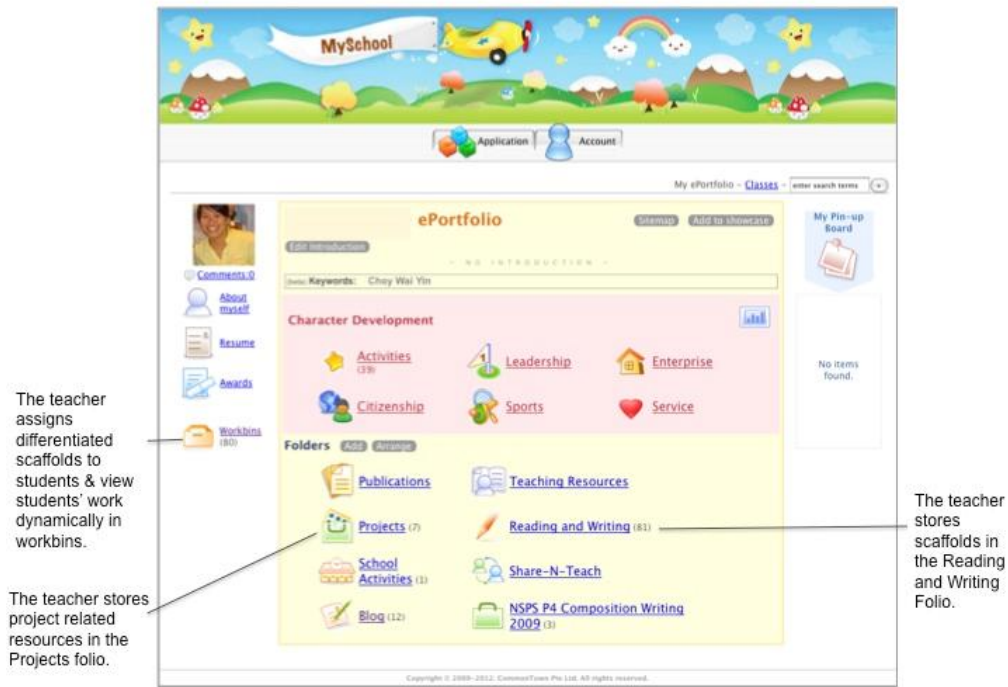 MySchool
Application
Account
My ePortfolio - Classes -
enter search terms
ePortfolio
Sitemap
Add to showcase
My Pin-up
Board
Edit introduction
- NO INTRODUCTION -
Comments:0
(beta) Keywords: Choy Wai Yin
About
myself
Character Development
Resume
Activities
(39)
Leadership
Enterprise
No items
found.
Awards
Citizenship
Sports
Service
Workbins
(80)
Folders Add Arrange
Publications
Teaching Resources
Projects (7)
Reading and Writing (81)
School
Activities (1)
Share-N-Teach
Blog (12)
NSPS P4 Composition Writing
2009 (3)
Copyright © 2000-2012. CommonTown Pte Ltd. All rights reserved.
The teacher
assigns
differentiated
scaffolds to
students & view
students' work
dynamically in
workbins.
The teacher stores
project related
resources in the
Projects folio.
The teacher
stores
scaffolds in
the Reading
and Writing
Folio.